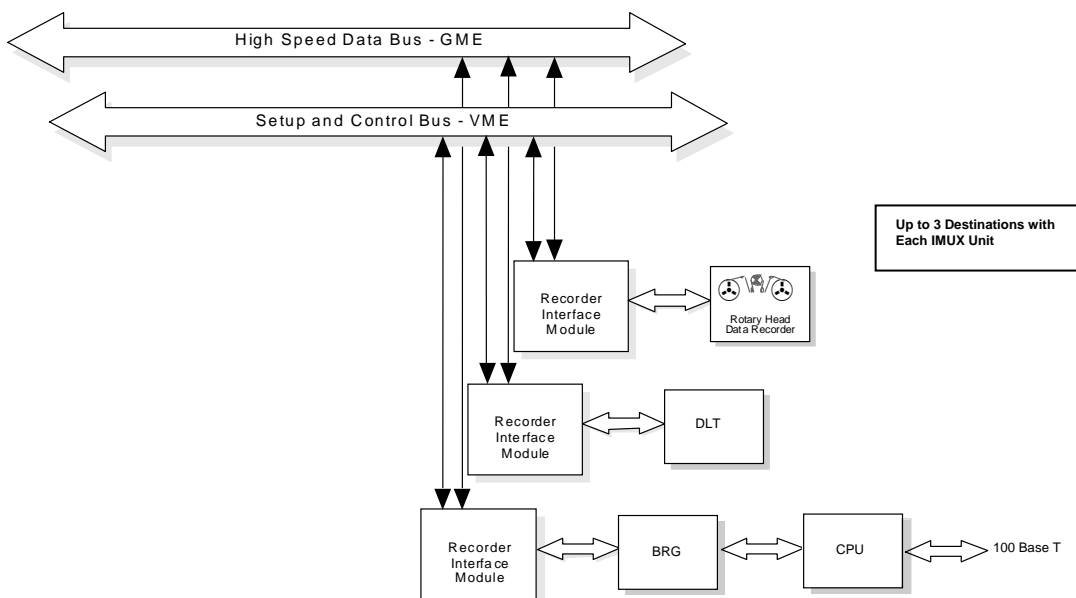 High Speed Data Bus - GME
Setup and Control Bus - VME
Up to 3 Destinations with
Each IMUX Unit
Recorder
Interface
Module
Rotary Head
Data Recorder
Recorder
Interface
Module
DLT
Recorder
Interface
Module
BRG
CPU
100 Base T